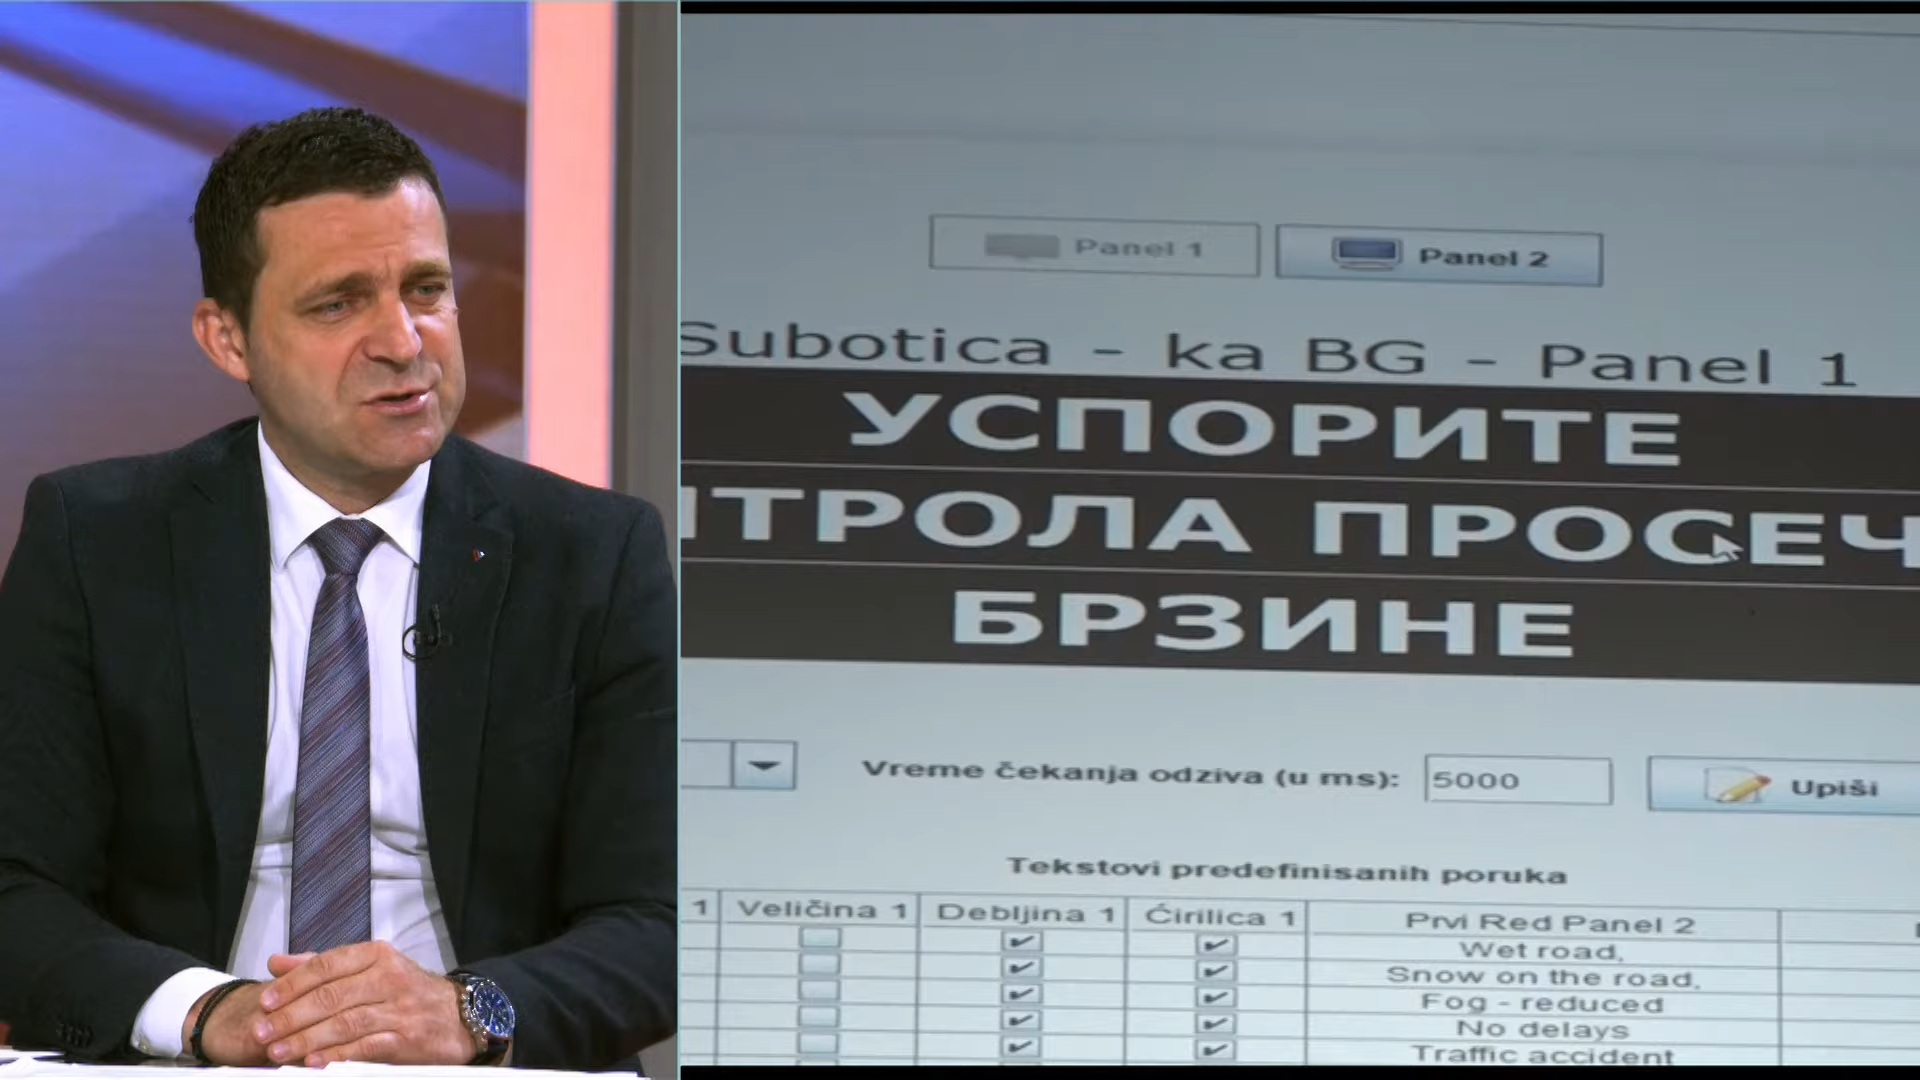 Panel 1
Panel 2
Subotica - ka BG - Panel 1
УСПОРИТЕ
НТРОЛА ПРОСЕЧ
БРЗИНЕ
Vreme čekanja odziva (u ms): 5000 Upiši
Tekstovi predefinisanih poruka
1 Veličina 1 Debljina 1 Ćirilica 1 Prvi Red Panel 2
Wet road,
Snow on the road,
Fog - reduced
No delays
Traffic accident